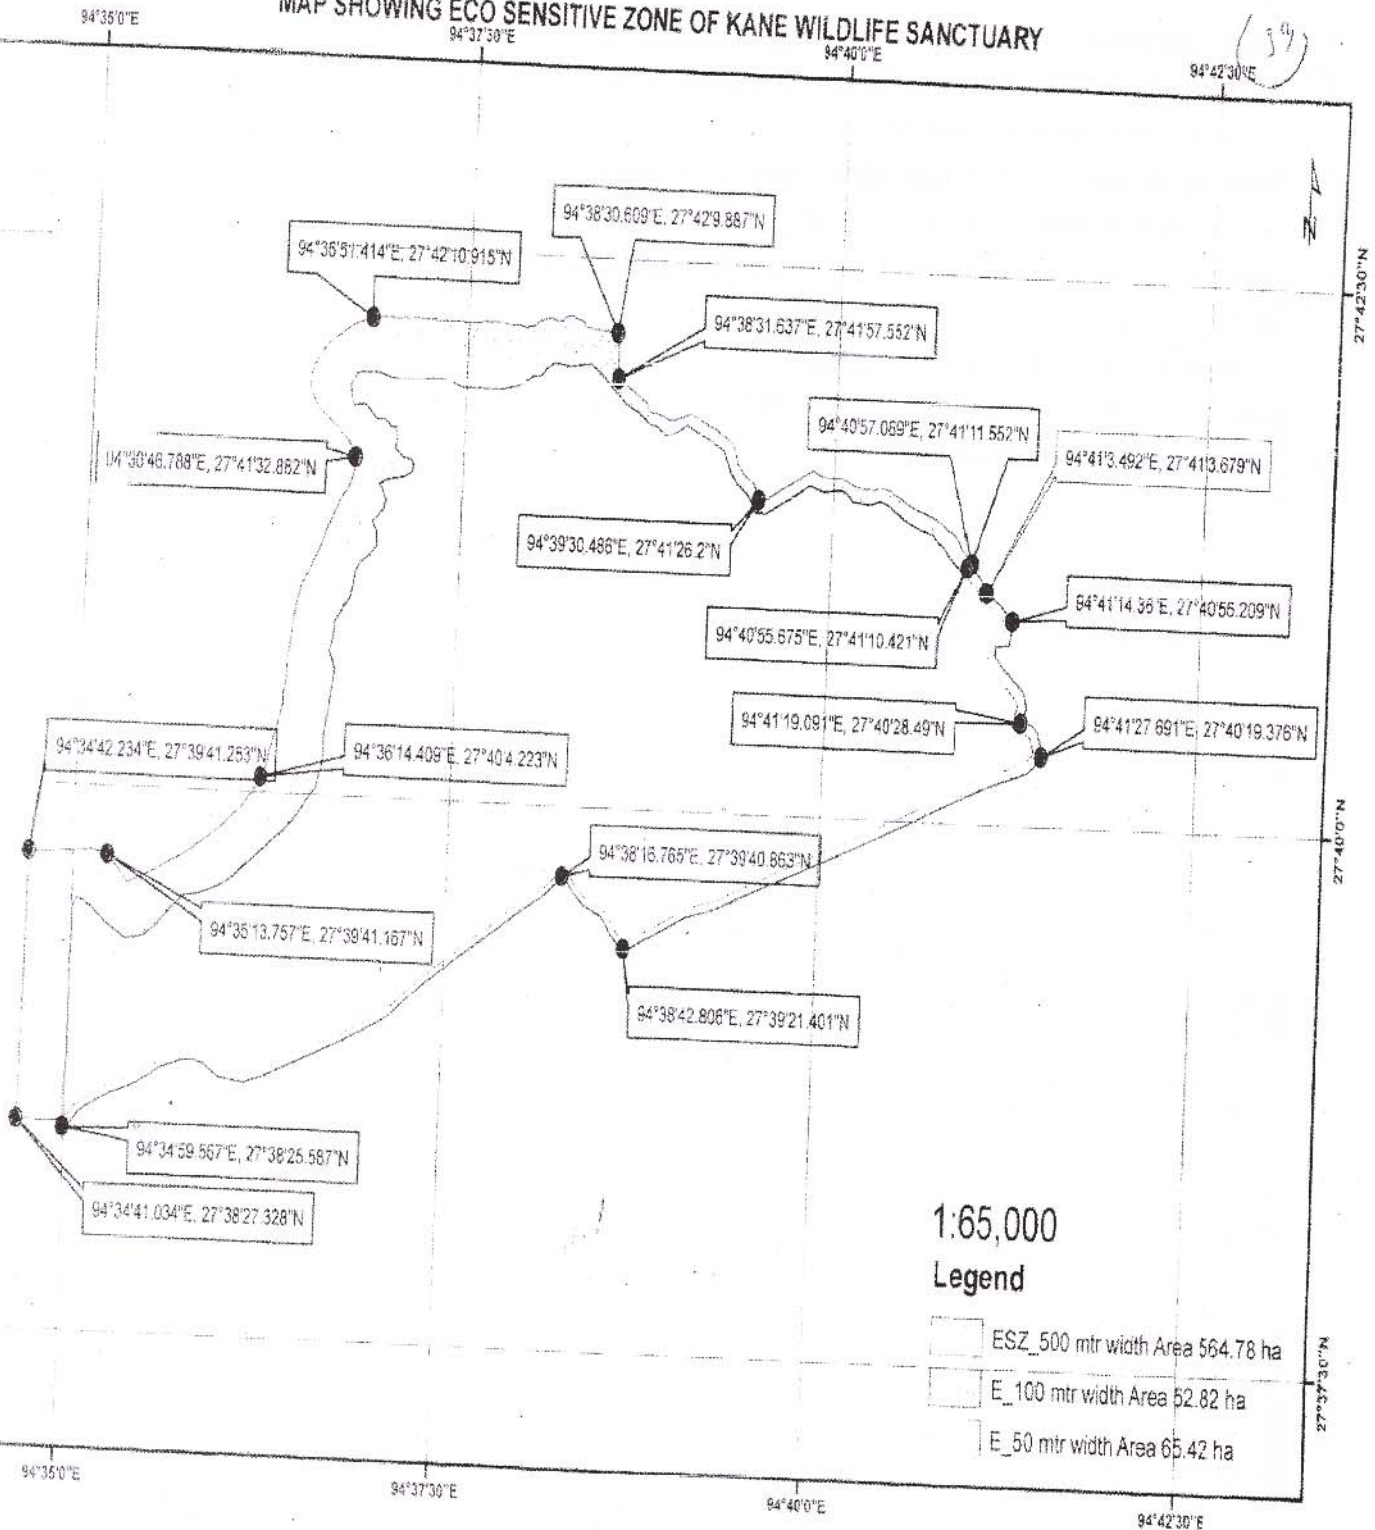 MAP SHOWING ECO SENSITIVE ZONE OF KANE WILDLIFE SANCTUARY
94°35'0"E
94°37'30"E
94°40'0"E
94°42'30"E
94°38'30.609"E, 27°42'9.887"N
94°36'51.414"E, 27°42'10.915"N
27°42'30"N
94°38'31.637"E, 27°41'57.552"N
94°40'57.089"E, 27°41'11.552"N
94°41'3.492"E, 27°41'3.679"N
94°30'46.788"E, 27°41'32.882"N
N
94°39'30.486"E, 27°41'26.2"N
94°41'14.36"E, 27°40'56.209"N
94°40'55.675"E, 27°41'10.421"N
94°41'19.091"E, 27°40'28.49"N
94°41'27.691"E, 27°40'19.376"N
94°34'42.234"E, 27°39'41.253"N
94°36'14.409"E, 27°40'4.223"N
27°40'0"N
94°38'16.765"E, 27°39'40.863"N
94°35'13.757"E, 27°39'41.167"N
94°38'42.806"E, 27°39'21.401"N
94°34'59.567"E, 27°38'25.587"N
94°34'41.034"E, 27°38'27.328"N
1:65,000
Legend
ESZ_500 mtr width Area 564.78 ha
E_100 mtr width Area 52.82 ha
E_50 mtr width Area 65.42 ha
27°37'30"N
94°35'0"E
94°37'30"E
94°40'0"E
94°42'30"E